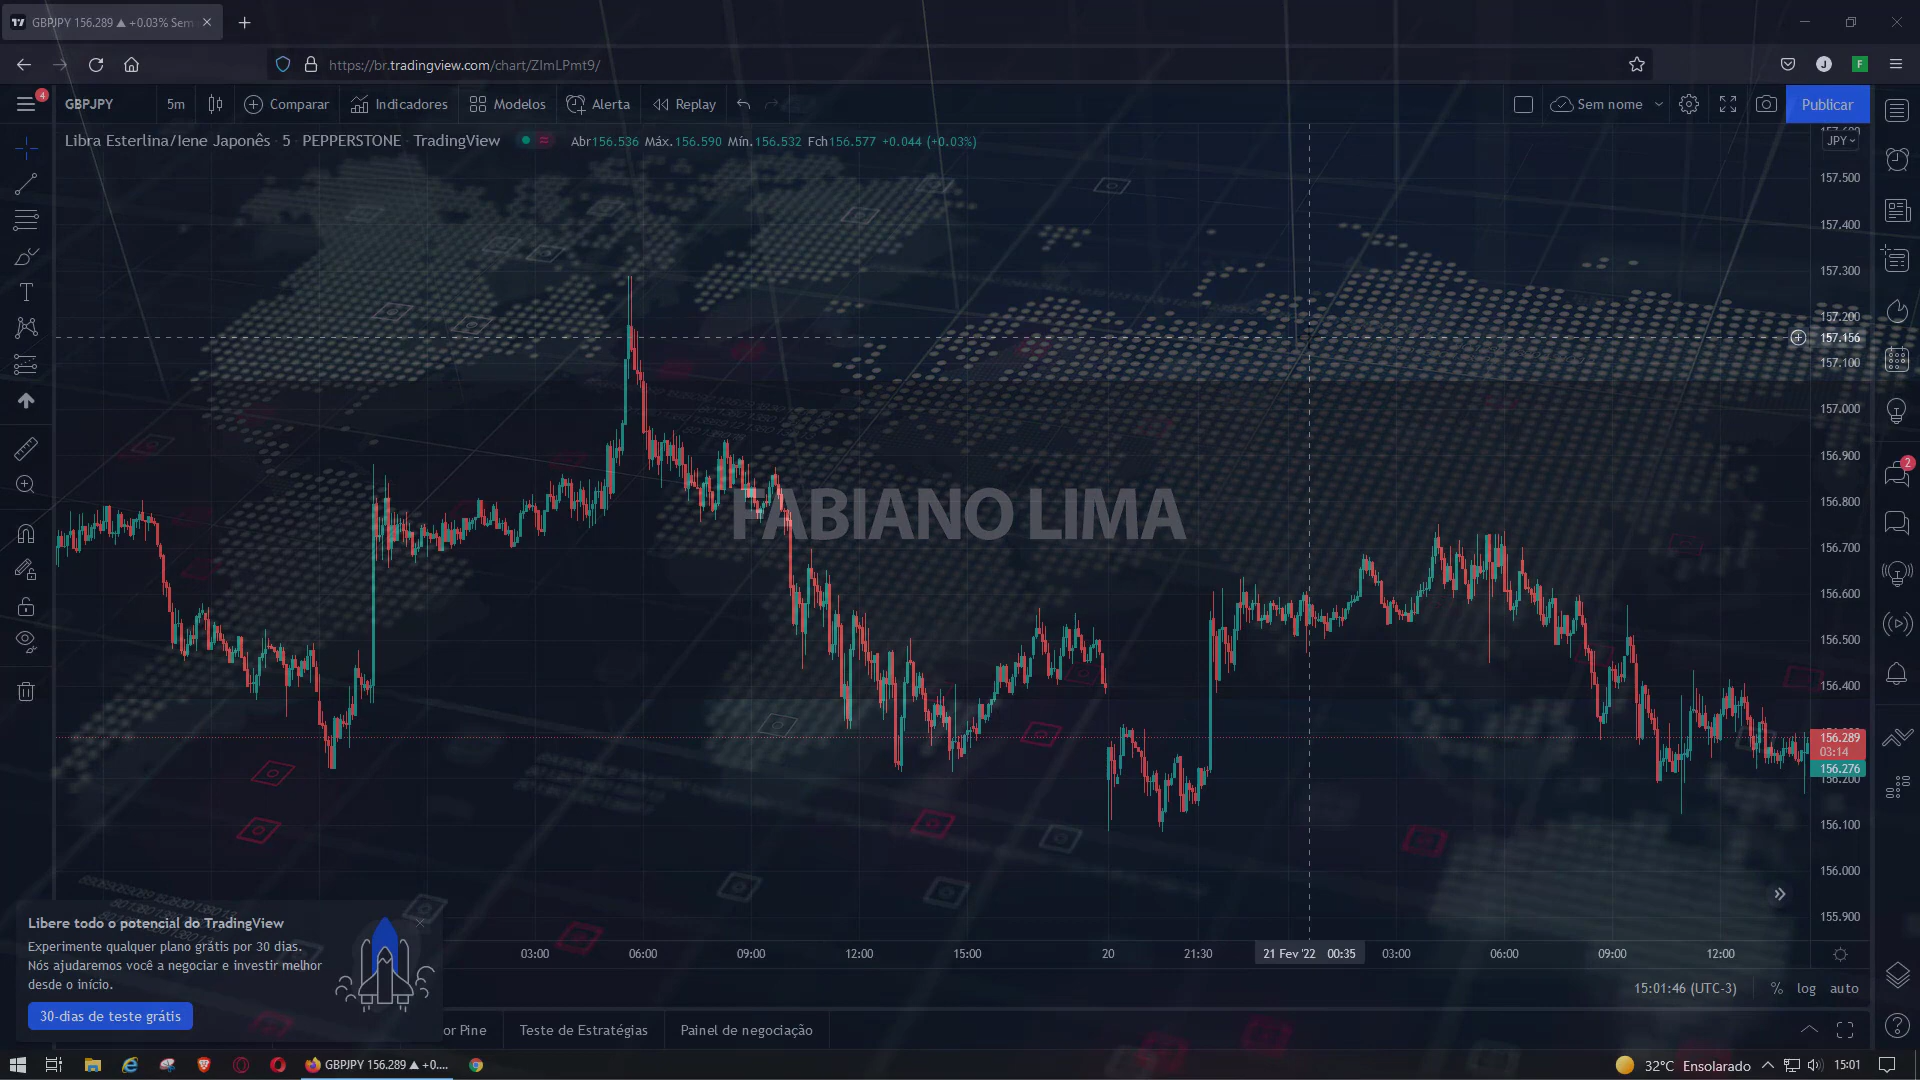 GBPJPY 156.289 ▲ +0.03% Sem
https://br.tradingview.com/chart/ZImLPmt9/
J
F
4
GBPJPY
5m
Comparar
Indicadores
Modelos
Alerta
Replay
Sem nome
Publicar
Libra Esterlina/Iene Japonês · 5 · PEPPERSTONE · TradingView
Abr156.536 Máx.156.590 Mín.156.532 Fch156.577 +0.044 (+0.03%)
JPY
157.500
157.400
157.300
157.200
157.156
157.100
157.000
156.900
156.800
156.700
156.600
156.500
156.400
156.289
03:14
156.276
156.200
156.100
156.000
155.900
2
FABIANO LIMA
03:00
06:00
09:00
12:00
15:00
20
21:30
21 Fev '22 00:35
03:00
06:00
09:00
12:00
Libere todo o potencial do TradingView
Experimente qualquer plano grátis por 30 dias.
Nós ajudaremos você a negociar e investir melhor
desde o início.
30-dias de teste grátis
15:01:46 (UTC-3)
%
log
auto
or Pine
Teste de Estratégias
Painel de negociação
GBPJPY 156.289 ▲ +0....
32°C Ensolarado
15:01